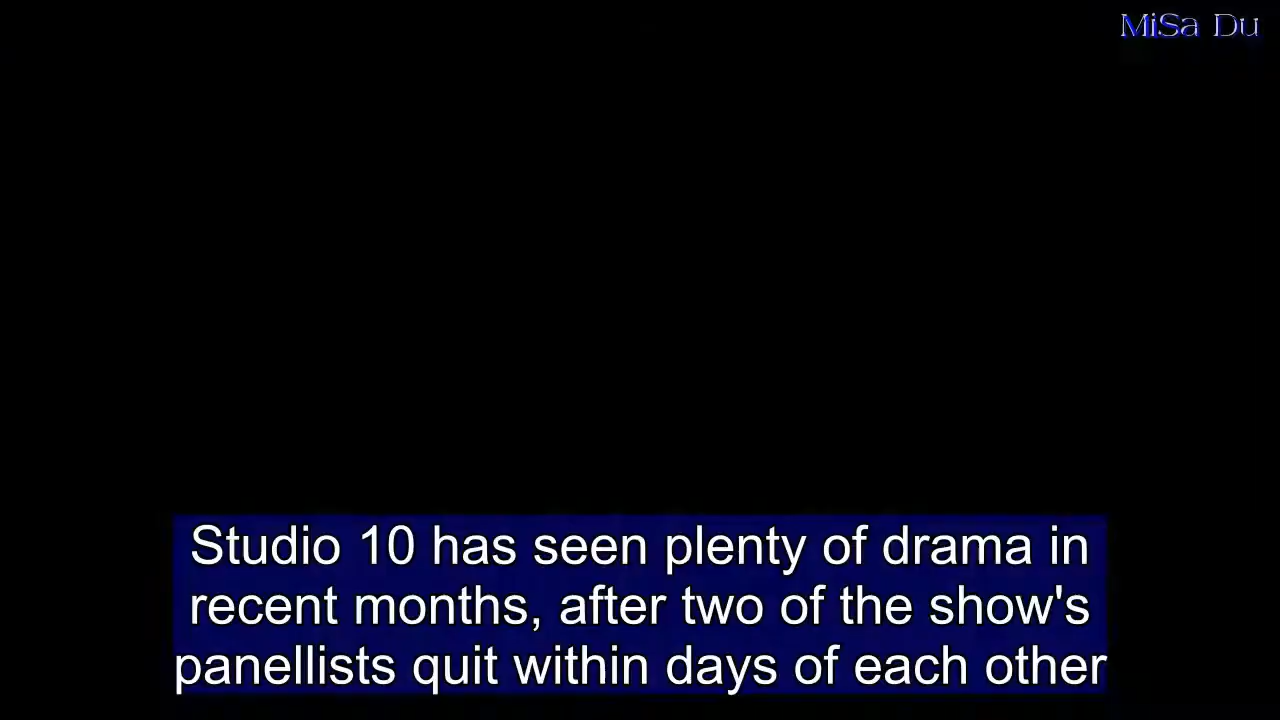 MiSa Du
Studio 10 has seen plenty of drama in
recent months, after two of the show's
panellists quit within days of each other